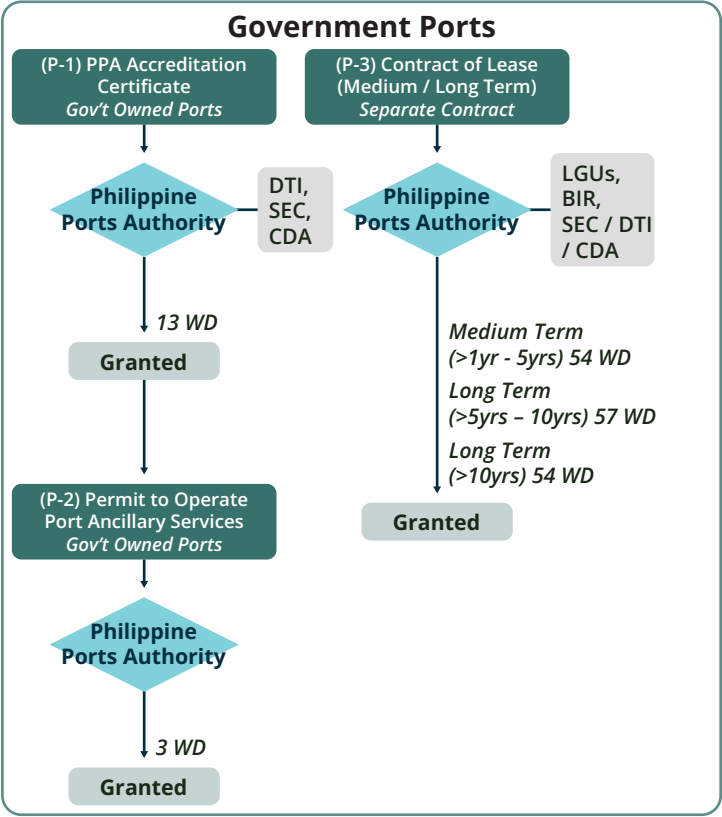 Government Ports
(P-1) PPA Accreditation
Certificate
Gov't Owned Ports
Philippine
Ports Authority
DTI,
SEC,
CDA
13 WD
Granted
(P-2) Permit to Operate
Port Ancillary Services
Gov't Owned Ports
Philippine
Ports Authority
3 WD
Granted
(P-3) Contract of Lease
(Medium / Long Term)
Separate Contract
Philippine
Ports Authority
LGUs,
BIR,
SEC / DTI
/ CDA
Medium Term
(>1yr - 5yrs) 54 WD
Long Term
(>5yrs – 10yrs) 57 WD
Long Term
(>10yrs) 54 WD
Granted